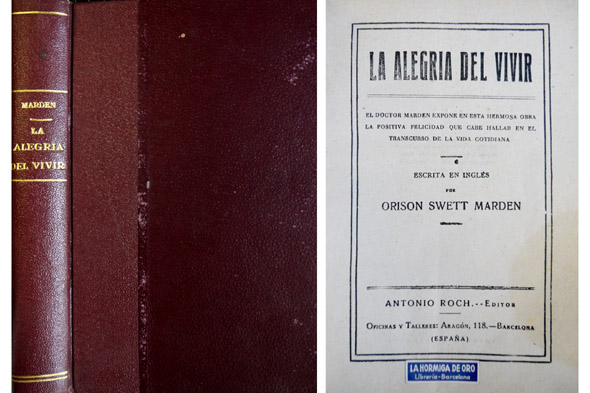 MARDEN
LA
ALEGRIA
DEL VIVIR
LA ALEGRIA DEL VIVIR
EL DOCTOR MARDEN EXPONE EN ESTA HERMOSA OBRA
LA POSITIVA FELICIDAD QUE CABE HALLAR EN EL
TRANSCURSO DE LA VIDA COTIDIANA
ESCRITA EN INGLÉS
POR
ORISON SWETT MARDEN
ANTONIO ROCH.--EDITOR
OFICINAS Y TALLERES: ARAGÓN, 118.—BARCELONA
(ESPAÑA)
LA HORMIGA DE ORO
Librería-Barcelona